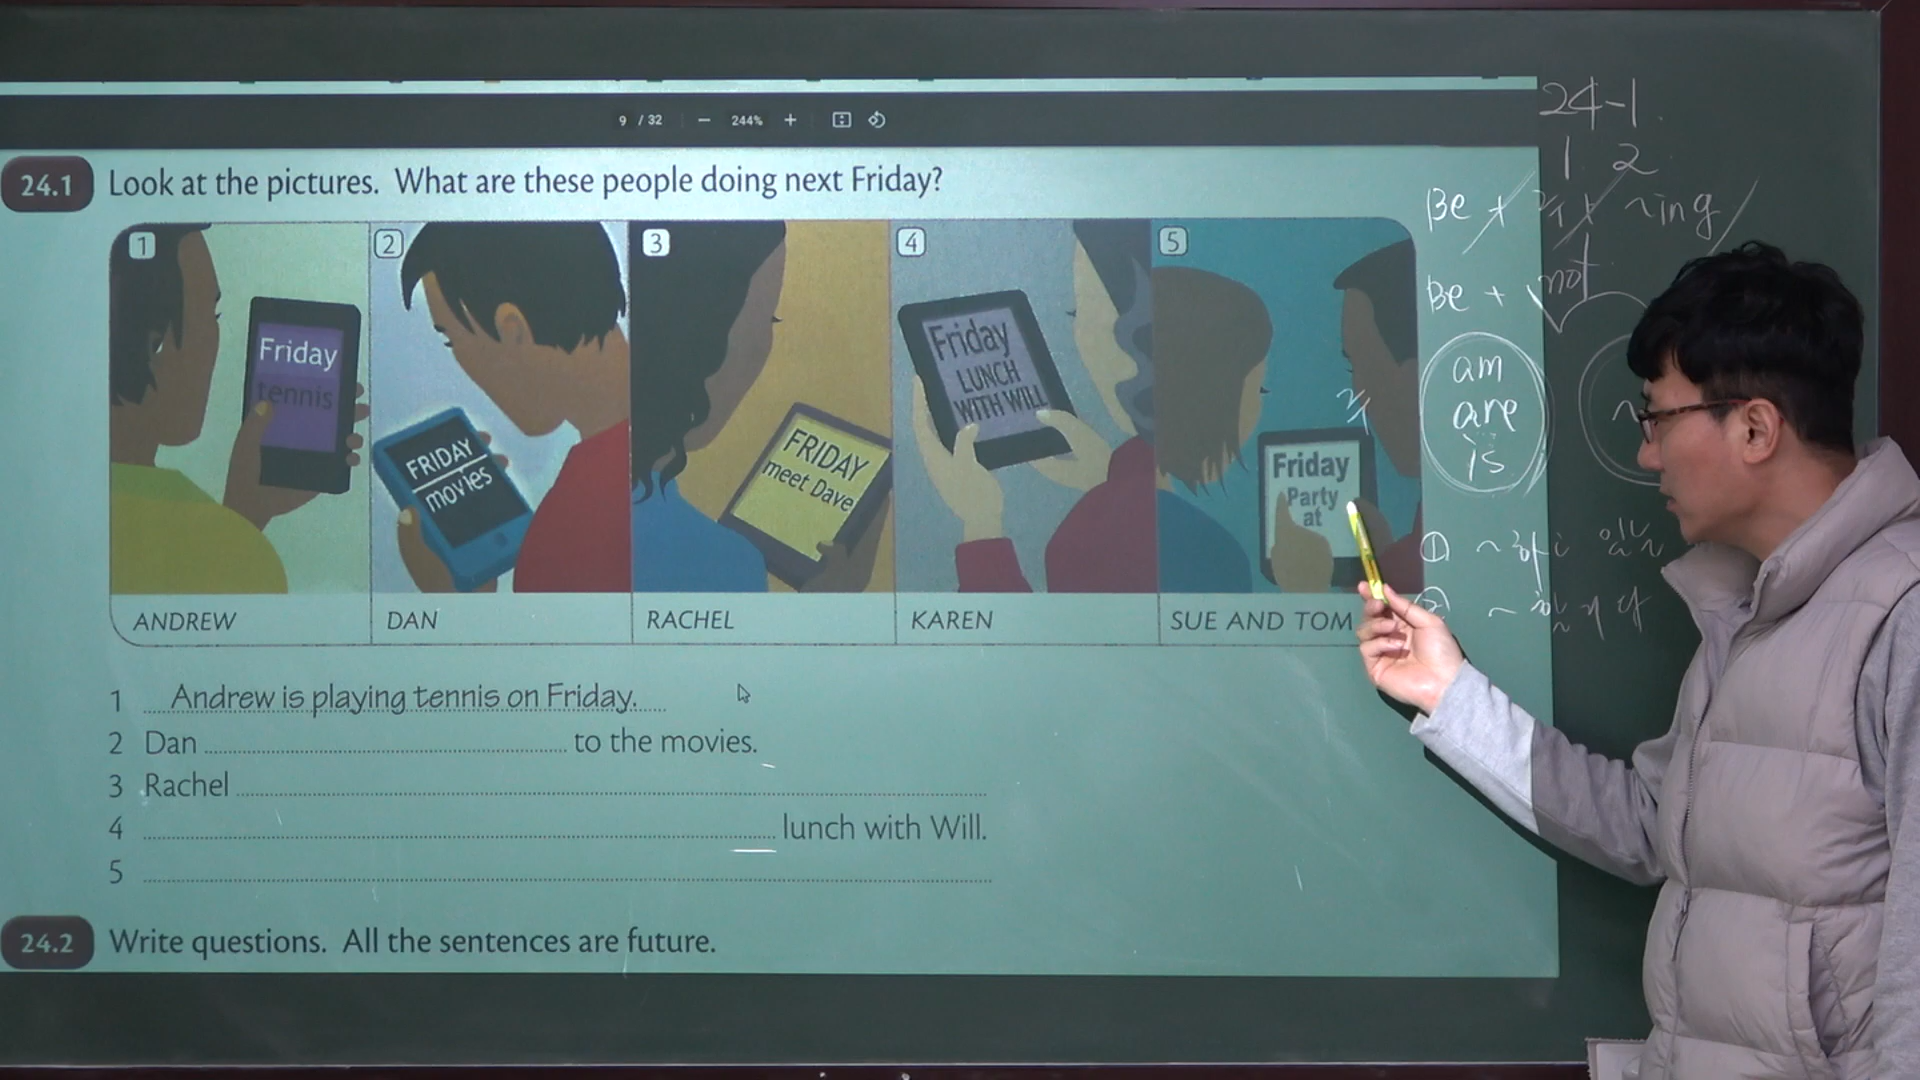 9 / 32 — 244% +
24.1 Look at the pictures. What are these people doing next Friday?
1
Friday
tennis
ANDREW
2
FRIDAY
movies
DAN
3
FRIDAY
meet Dave
RACHEL
4
Friday
LUNCH
WITH WILL
KAREN
5
Friday
Party
at
SUE AND TOM
1 Andrew is playing tennis on Friday.
2 Dan to the movies.
3 Rachel
4 lunch with Will.
5
24.2 Write questions. All the sentences are future.
24-1
1 2
Be + ~ing
Be + not
am
are
is
①